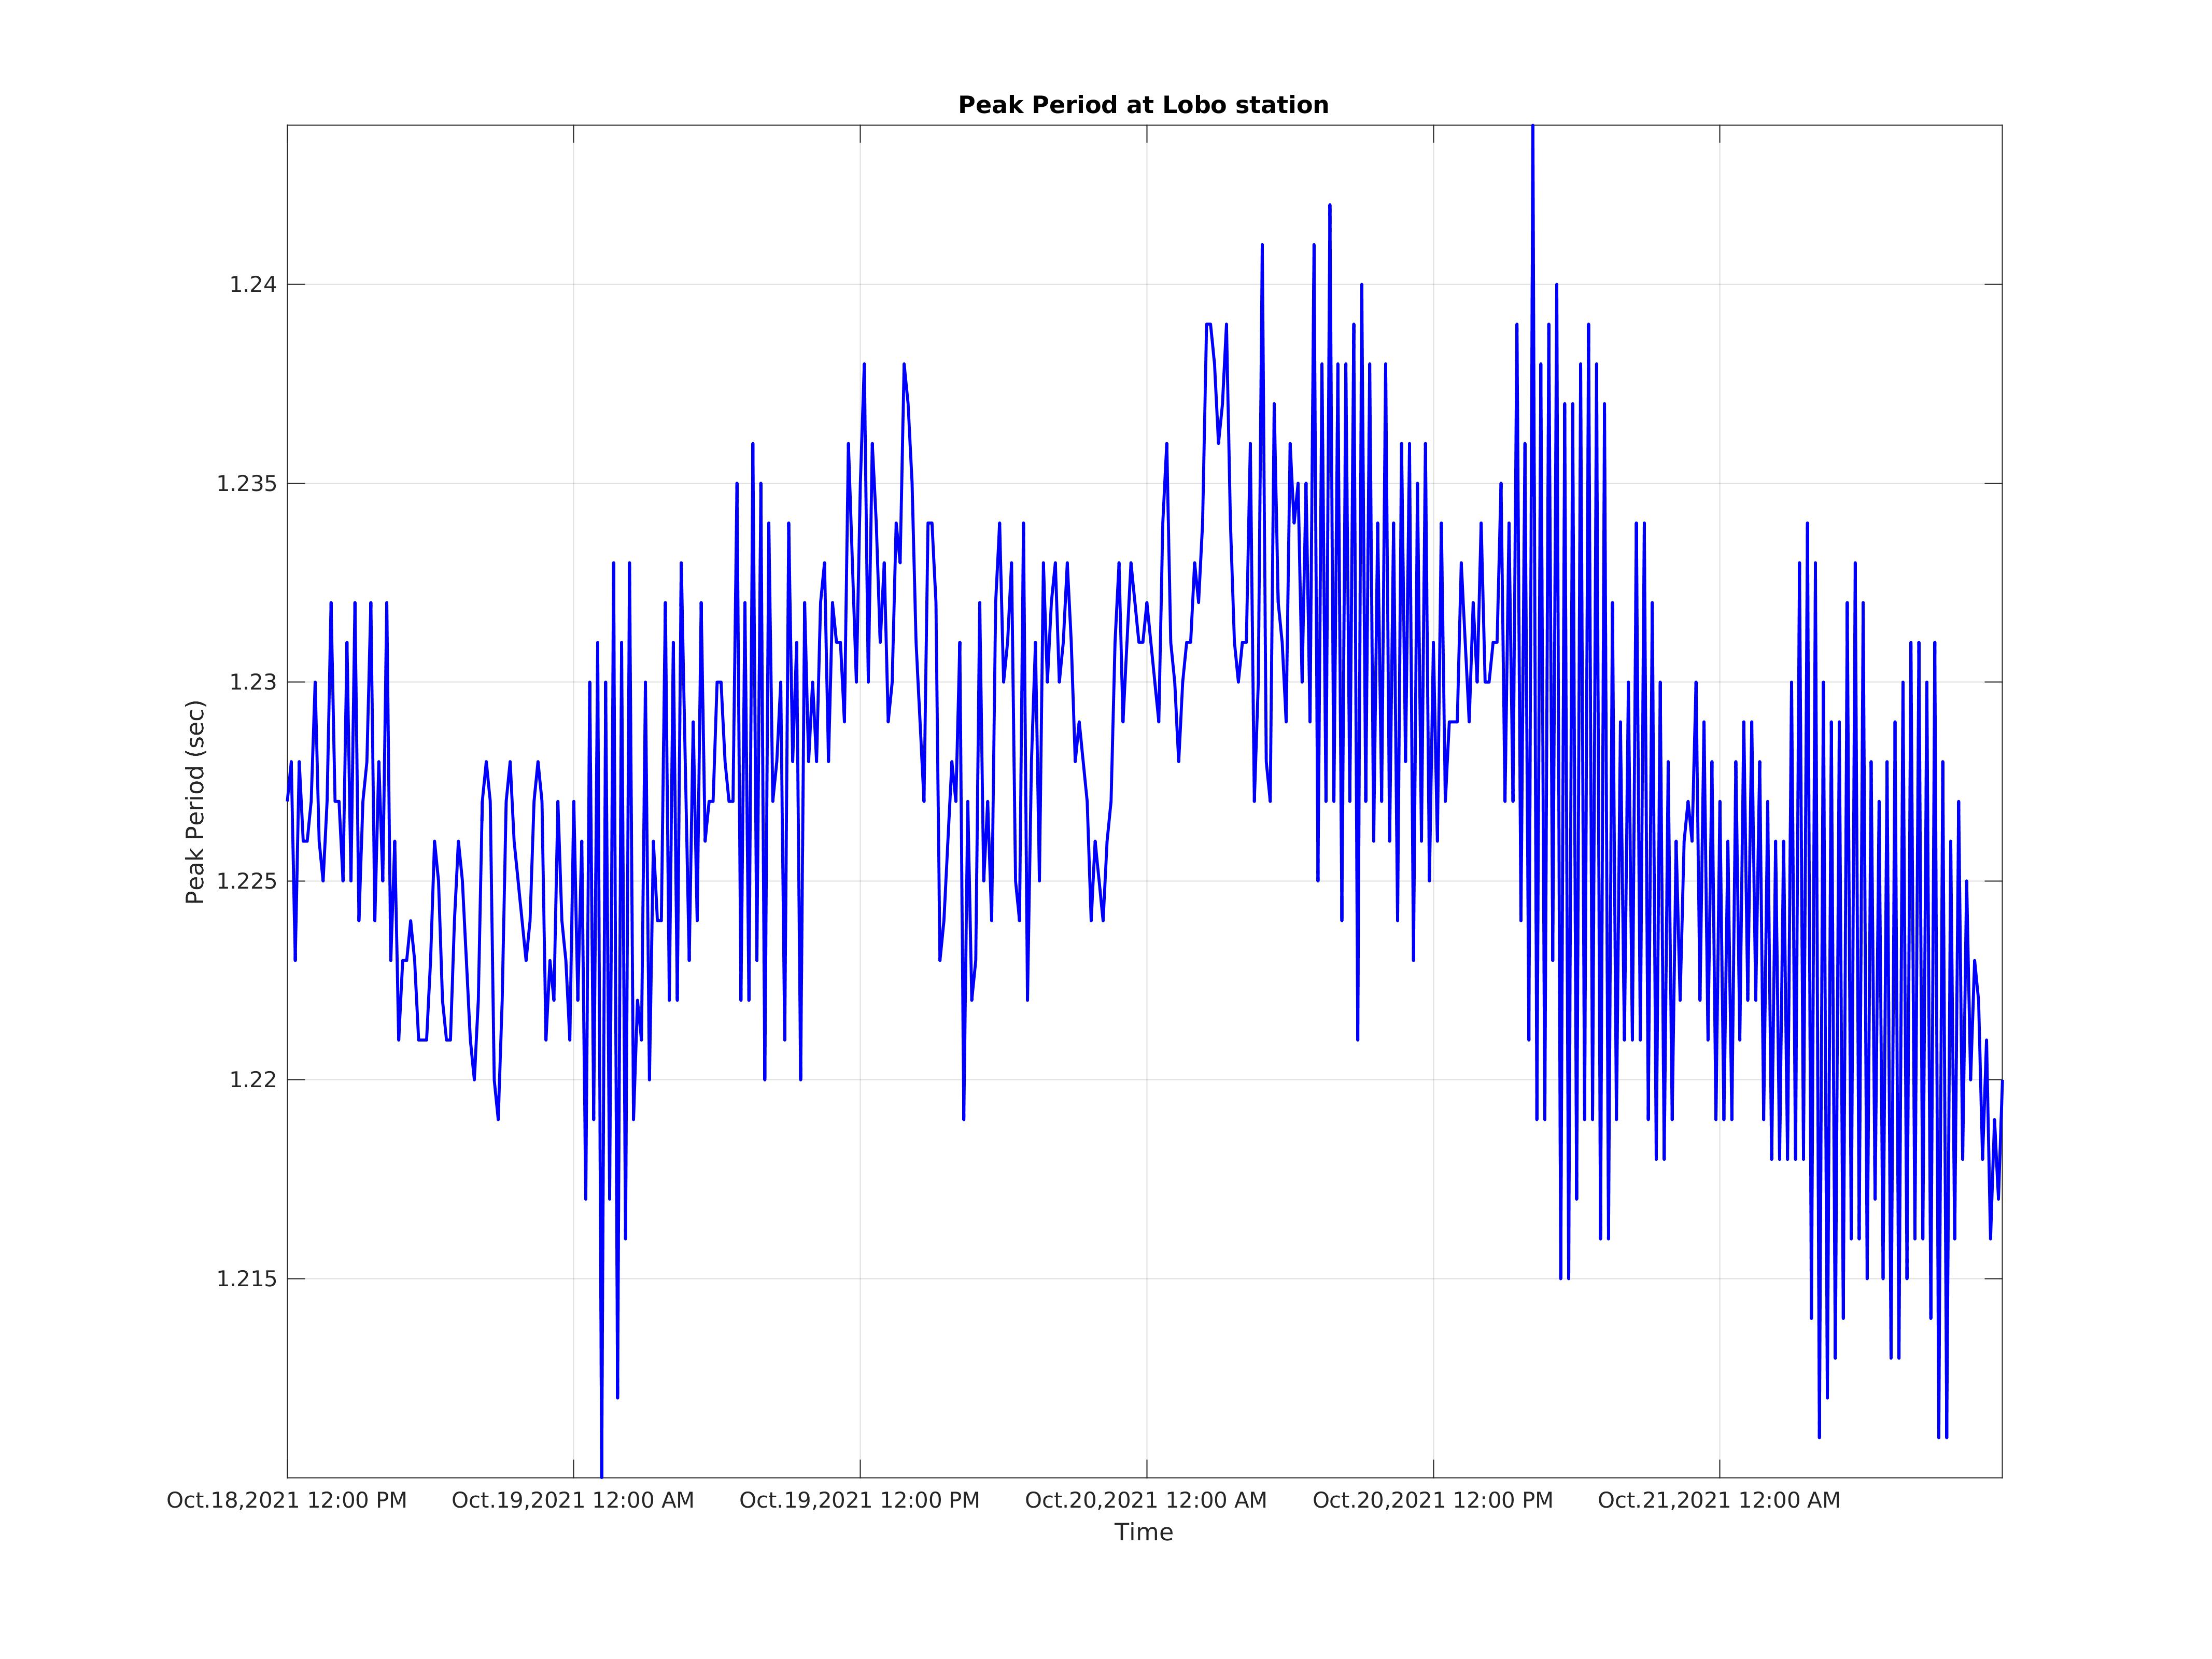 Peak Period at Lobo station
1.24
1.235
1.23
1.225
1.22
1.215
Peak Period (sec)
Oct.18,2021 12:00 PM
Oct.19,2021 12:00 AM
Oct.19,2021 12:00 PM
Oct.20,2021 12:00 AM
Oct.20,2021 12:00 PM
Oct.21,2021 12:00 AM
Time